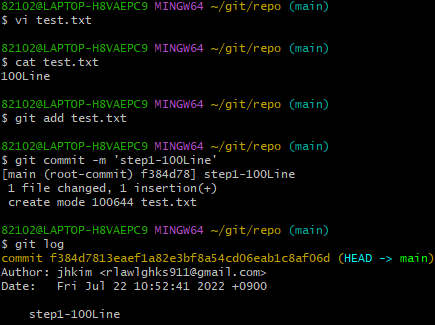 82102@LAPTOP-H8VAEPC9 MINGW64 ~/git/repo (main)
$ vi test.txt
82102@LAPTOP-H8VAEPC9 MINGW64 ~/git/repo (main)
$ cat test.txt
100Line
82102@LAPTOP-H8VAEPC9 MINGW64 ~/git/repo (main)
$ git add test.txt
82102@LAPTOP-H8VAEPC9 MINGW64 ~/git/repo (main)
$ git commit -m 'step1-100Line'
[main (root-commit) f384d78] step1-100Line
 1 file changed, 1 insertion(+)
 create mode 100644 test.txt
82102@LAPTOP-H8VAEPC9 MINGW64 ~/git/repo (main)
$ git log
commit f384d7813eaef1a82e3bf8a54cd06eab1c8af06d (HEAD -> main)
Author: jhkim <rlawlghks911@gmail.com>
Date:   Fri Jul 22 10:52:41 2022 +0900
    step1-100Line